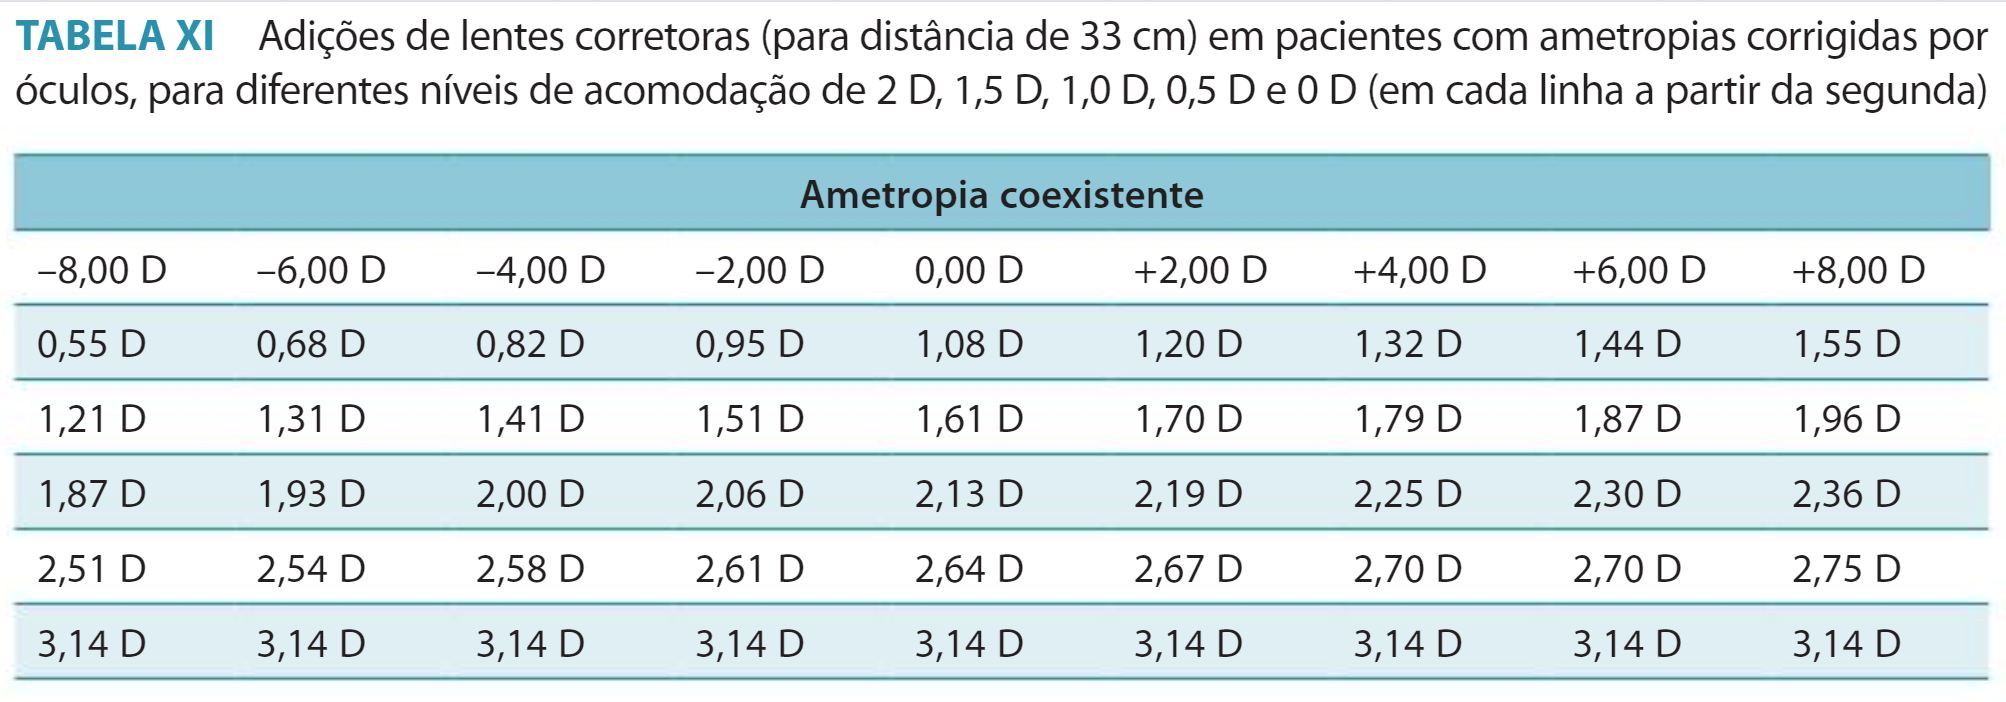 TABELA XI Adições de lentes corretoras (para distância de 33 cm) em pacientes com ametropias corrigidas por
óculos, para diferentes níveis de acomodação de 2 D, 1,5 D, 1,0 D, 0,5 D e 0 D (em cada linha a partir da segunda)
Ametropia coexistente
–8,00 D –6,00 D –4,00 D –2,00 D 0,00 D +2,00 D +4,00 D +6,00 D +8,00 D
0,55 D 0,68 D 0,82 D 0,95 D 1,08 D 1,20 D 1,32 D 1,44 D 1,55 D
1,21 D 1,31 D 1,41 D 1,51 D 1,61 D 1,70 D 1,79 D 1,87 D 1,96 D
1,87 D 1,93 D 2,00 D 2,06 D 2,13 D 2,19 D 2,25 D 2,30 D 2,36 D
2,51 D 2,54 D 2,58 D 2,61 D 2,64 D 2,67 D 2,70 D 2,70 D 2,75 D
3,14 D 3,14 D 3,14 D 3,14 D 3,14 D 3,14 D 3,14 D 3,14 D 3,14 D